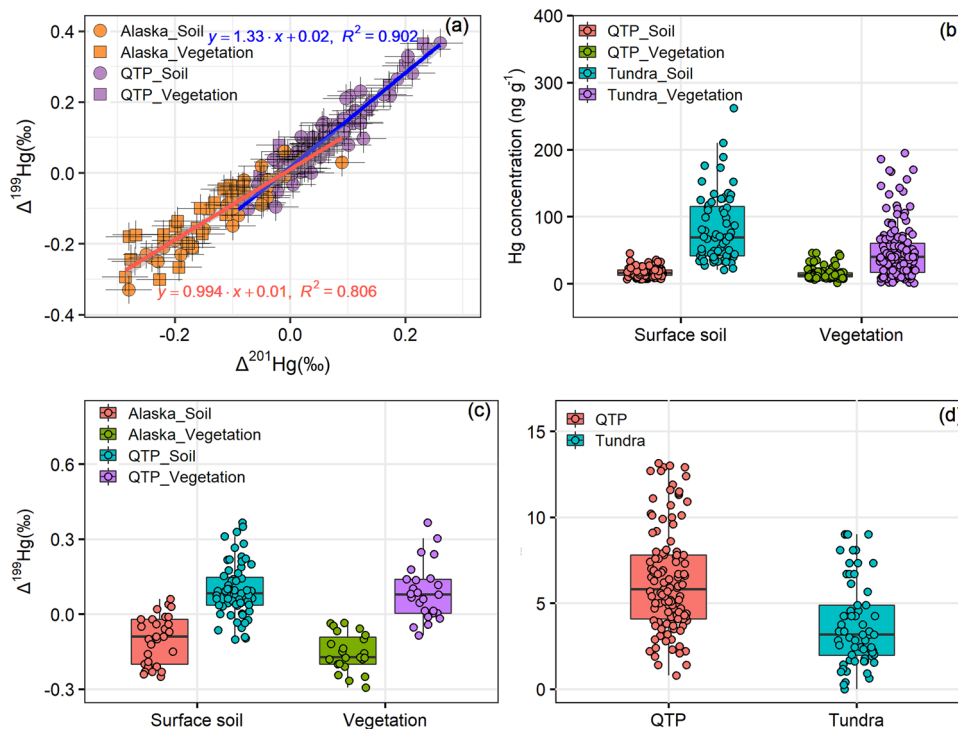 (a)
Alaska_Soil
y = 1.33 · x + 0.02, R² = 0.902
Alaska_Vegetation
QTP_Soil
QTP_Vegetation
Δ¹⁹⁹Hg(‰)
0.4
0.2
0.0
-0.2
-0.4
y = 0.994 · x + 0.01, R² = 0.806
-0.2
0.0
0.2
Δ²⁰¹Hg(‰)
(b)
QTP_Soil
QTP_Vegetation
Tundra_Soil
Tundra_Vegetation
Hg concentration (ng g⁻¹)
400
300
200
100
0
Surface soil
Vegetation
(c)
Alaska_Soil
Alaska_Vegetation
QTP_Soil
QTP_Vegetation
Δ¹⁹⁹Hg(‰)
0.6
0.3
0.0
-0.3
Surface soil
Vegetation
(d)
QTP
Tundra
15
10
5
0
QTP
Tundra